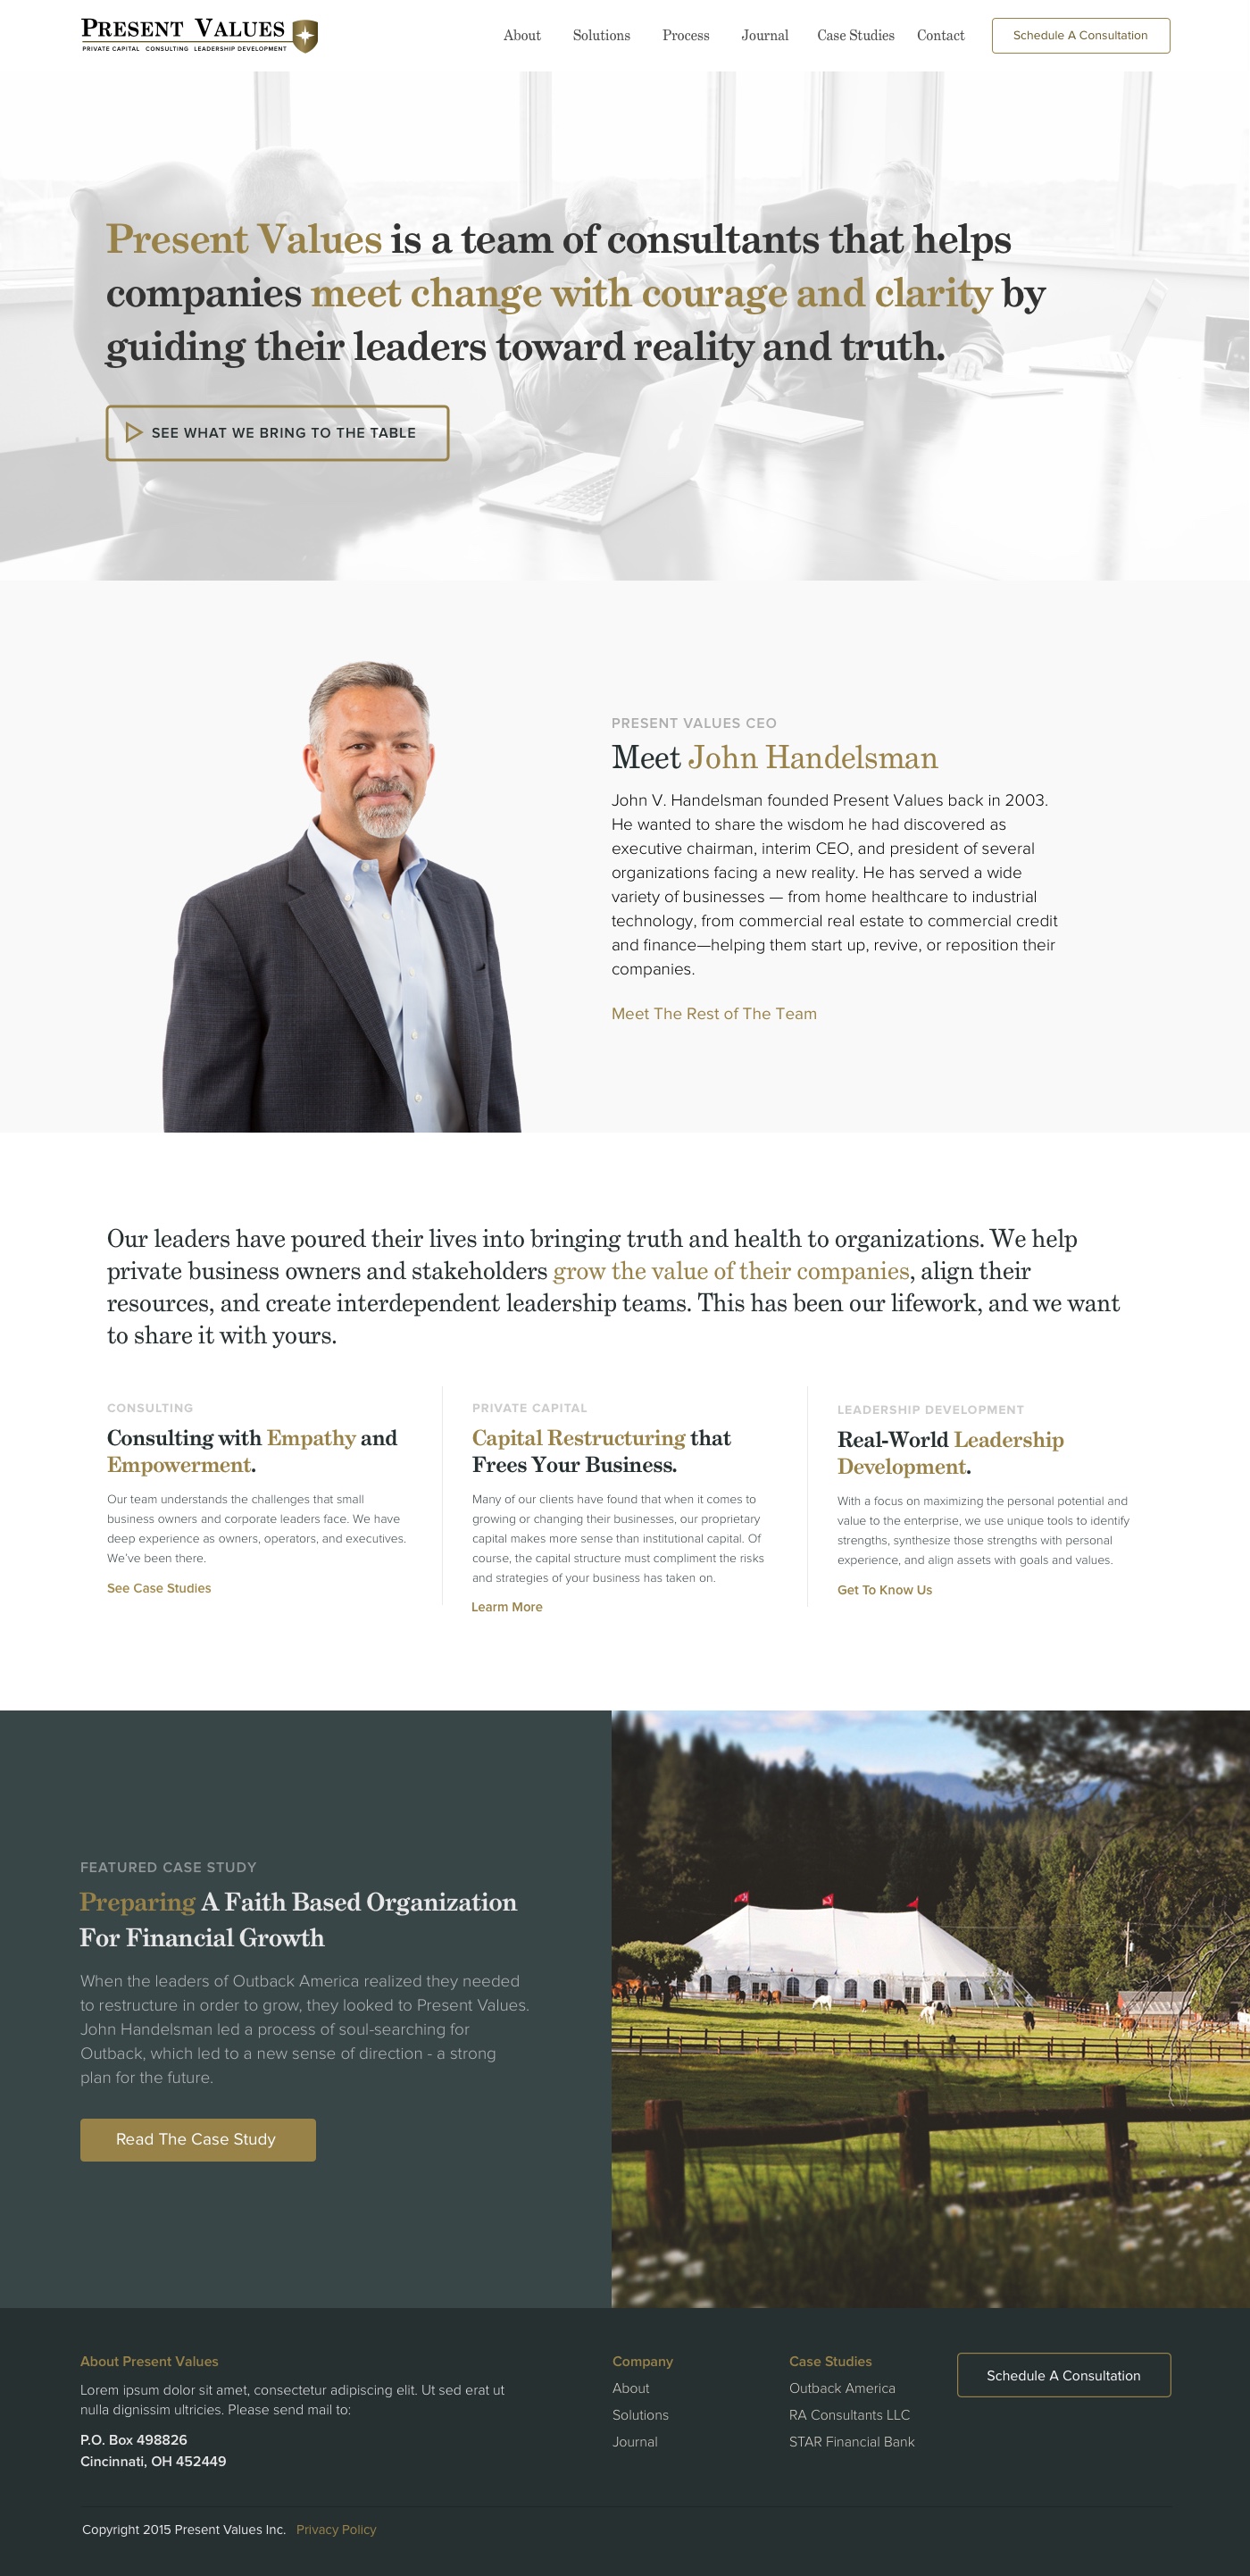 PRESENT VALUES
PRIVATE CAPITAL CONSULTING LEADERSHIP DEVELOPMENT
About Solutions Process Journal Case Studies Contact Schedule A Consultation
Present Values is a team of consultants that helps
companies meet change with courage and clarity by
guiding their leaders toward reality and truth.
SEE WHAT WE BRING TO THE TABLE
PRESENT VALUES CEO
Meet John Handelsman
John V. Handelsman founded Present Values back in 2003.
He wanted to share the wisdom he had discovered as
executive chairman, interim CEO, and president of several
organizations facing a new reality. He has served a wide
variety of businesses — from home healthcare to industrial
technology, from commercial real estate to commercial credit
and finance—helping them start up, revive, or reposition their
companies.
Meet The Rest of The Team
Our leaders have poured their lives into bringing truth and health to organizations. We help
private business owners and stakeholders grow the value of their companies, align their
resources, and create interdependent leadership teams. This has been our lifework, and we want
to share it with yours.
CONSULTING
Consulting with Empathy and
Empowerment.
Our team understands the challenges that small
business owners and corporate leaders face. We have
deep experience as owners, operators, and executives.
We've been there.
See Case Studies
PRIVATE CAPITAL
Capital Restructuring that
Frees Your Business.
Many of our clients have found that when it comes to
growing or changing their businesses, our proprietary
capital makes more sense than institutional capital. Of
course, the capital structure must compliment the risks
and strategies of your business has taken on.
Learm More
LEADERSHIP DEVELOPMENT
Real-World Leadership
Development.
With a focus on maximizing the personal potential and
value to the enterprise, we use unique tools to identify
strengths, synthesize those strengths with personal
experience, and align assets with goals and values.
Get To Know Us
FEATURED CASE STUDY
Preparing A Faith Based Organization
For Financial Growth
When the leaders of Outback America realized they needed
to restructure in order to grow, they looked to Present Values.
John Handelsman led a process of soul-searching for
Outback, which led to a new sense of direction - a strong
plan for the future.
Read The Case Study
About Present Values
Lorem ipsum dolor sit amet, consectetur adipiscing elit. Ut sed erat ut
nulla dignissim ultricies. Please send mail to:
P.O. Box 498826
Cincinnati, OH 452449
Company
About
Solutions
Journal
Case Studies
Outback America
RA Consultants LLC
STAR Financial Bank
Schedule A Consultation
Copyright 2015 Present Values Inc. Privacy Policy